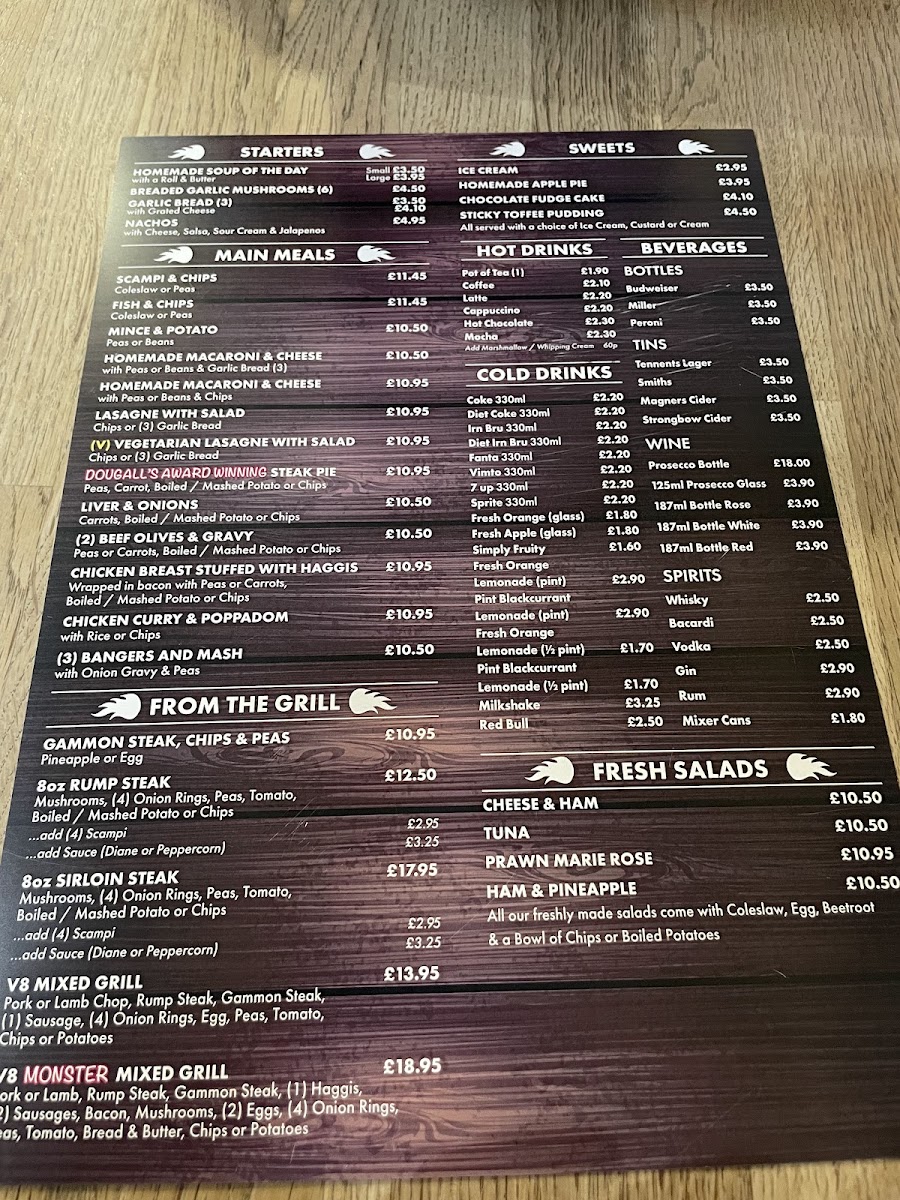 STARTERS
HOMEMADE SOUP OF THE DAY Small £3.50
with a Roll & Butter Large £3.95
BREADED GARLIC MUSHROOMS (6) £4.50
GARLIC BREAD (3) £3.50
with Grated Cheese £4.10
NACHOS £4.95
with Cheese, Salsa, Sour Cream & Jalapenos
MAIN MEALS
SCAMPI & CHIPS £11.45
Coleslaw or Peas
FISH & CHIPS £11.45
Coleslaw or Peas
MINCE & POTATO £10.50
Peas or Beans
HOMEMADE MACARONI & CHEESE £10.50
with Peas or Beans & Garlic Bread (3)
HOMEMADE MACARONI & CHEESE £10.95
with Peas or Beans & Chips
LASAGNE WITH SALAD £10.95
Chips or (3) Garlic Bread
(V) VEGETARIAN LASAGNE WITH SALAD £10.95
Chips or (3) Garlic Bread
DOUGALL'S AWARD WINNING STEAK PIE £10.95
Peas, Carrot, Boiled / Mashed Potato or Chips
LIVER & ONIONS £10.50
Carrots, Boiled / Mashed Potato or Chips
(2) BEEF OLIVES & GRAVY £10.50
Peas or Carrots, Boiled / Mashed Potato or Chips
CHICKEN BREAST STUFFED WITH HAGGIS £10.95
Wrapped in bacon with Peas or Carrots,
Boiled / Mashed Potato or Chips
CHICKEN CURRY & POPPADOM £10.95
with Rice or Chips
(3) BANGERS AND MASH £10.50
with Onion Gravy & Peas
FROM THE GRILL
GAMMON STEAK, CHIPS & PEAS £10.95
Pineapple or Egg
8oz RUMP STEAK £12.50
Mushrooms, (4) Onion Rings, Peas, Tomato,
Boiled / Mashed Potato or Chips
...add (4) Scampi £2.95
...add Sauce (Diane or Peppercorn) £3.25
8oz SIRLOIN STEAK £17.95
Mushrooms, (4) Onion Rings, Peas, Tomato,
Boiled / Mashed Potato or Chips
...add (4) Scampi £2.95
...add Sauce (Diane or Peppercorn) £3.25
V8 MIXED GRILL £13.95
Pork or Lamb Chop, Rump Steak, Gammon Steak,
(1) Sausage, (4) Onion Rings, Egg, Peas, Tomato,
Chips or Potatoes
V8 MONSTER MIXED GRILL £18.95
ork or Lamb, Rump Steak, Gammon Steak, (1) Haggis,
2) Sausages, Bacon, Mushrooms, (2) Eggs, (4) Onion Rings,
eas, Tomato, Bread & Butter, Chips or Potatoes
SWEETS
ICE CREAM £2.95
HOMEMADE APPLE PIE £3.95
CHOCOLATE FUDGE CAKE £4.10
STICKY TOFFEE PUDDING £4.50
All served with a choice of Ice Cream, Custard or Cream
HOT DRINKS
Pot of Tea (1) £1.90
Coffee £2.10
Latte £2.20
Cappuccino £2.20
Hot Chocolate £2.30
Mocha £2.30
Add Marshmallow / Whipping Cream 60p
COLD DRINKS
Coke 330ml £2.20
Diet Coke 330ml £2.20
Irn Bru 330ml £2.20
Diet Irn Bru 330ml £2.20
Fanta 330ml £2.20
Vimto 330ml £2.20
7 up 330ml £2.20
Sprite 330ml £2.20
Fresh Orange (glass) £1.80
Fresh Apple (glass) £1.80
Simply Fruity £1.60
Fresh Orange
Lemonade (pint) £2.90
Pint Blackcurrant
Lemonade (pint) £2.90
Fresh Orange
Lemonade (½ pint) £1.70
Pint Blackcurrant
Lemonade (½ pint) £1.70
Milkshake £3.25
Red Bull £2.50
BEVERAGES
BOTTLES
Budweiser £3.50
Miller £3.50
Peroni £3.50
TINS
Tennents Lager £3.50
Smiths £3.50
Magners Cider £3.50
Strongbow Cider £3.50
WINE
Prosecco Bottle £18.00
125ml Prosecco Glass £3.90
187ml Bottle Rose £3.90
187ml Bottle White £3.90
187ml Bottle Red £3.90
SPIRITS
Whisky £2.50
Bacardi £2.50
Vodka £2.50
Gin £2.90
Rum £2.90
Mixer Cans £1.80
FRESH SALADS
CHEESE & HAM £10.50
TUNA £10.50
PRAWN MARIE ROSE £10.95
HAM & PINEAPPLE £10.50
All our freshly made salads come with Coleslaw, Egg, Beetroot
& a Bowl of Chips or Boiled Potatoes